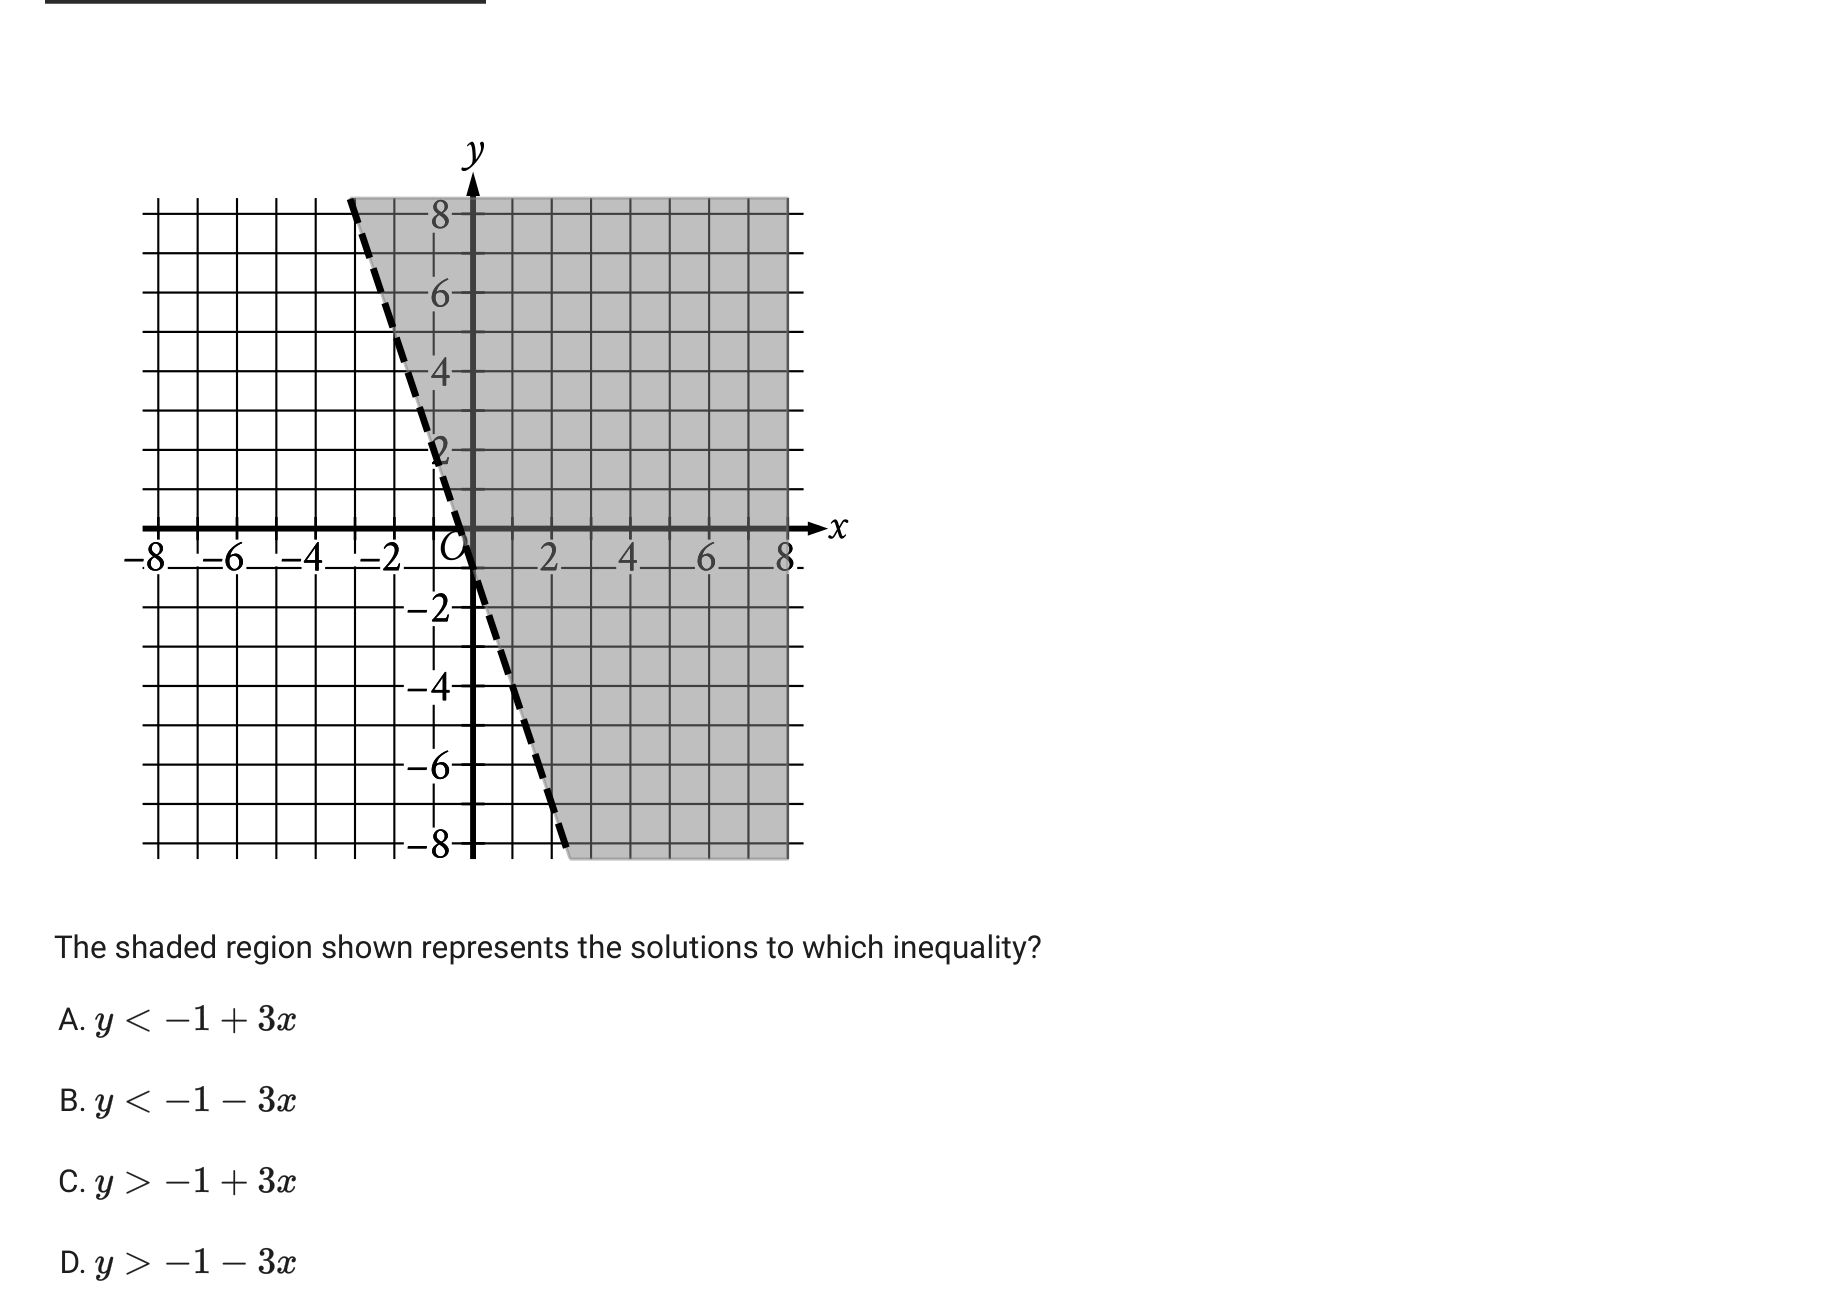 y
8
6
4
2
x
O
−8 −6 −4 −2 2 4 6 8
−2
−4
−6
−8
The shaded region shown represents the solutions to which inequality?
A. y < −1 + 3x
B. y < −1 − 3x
C. y > −1 + 3x
D. y > −1 − 3x